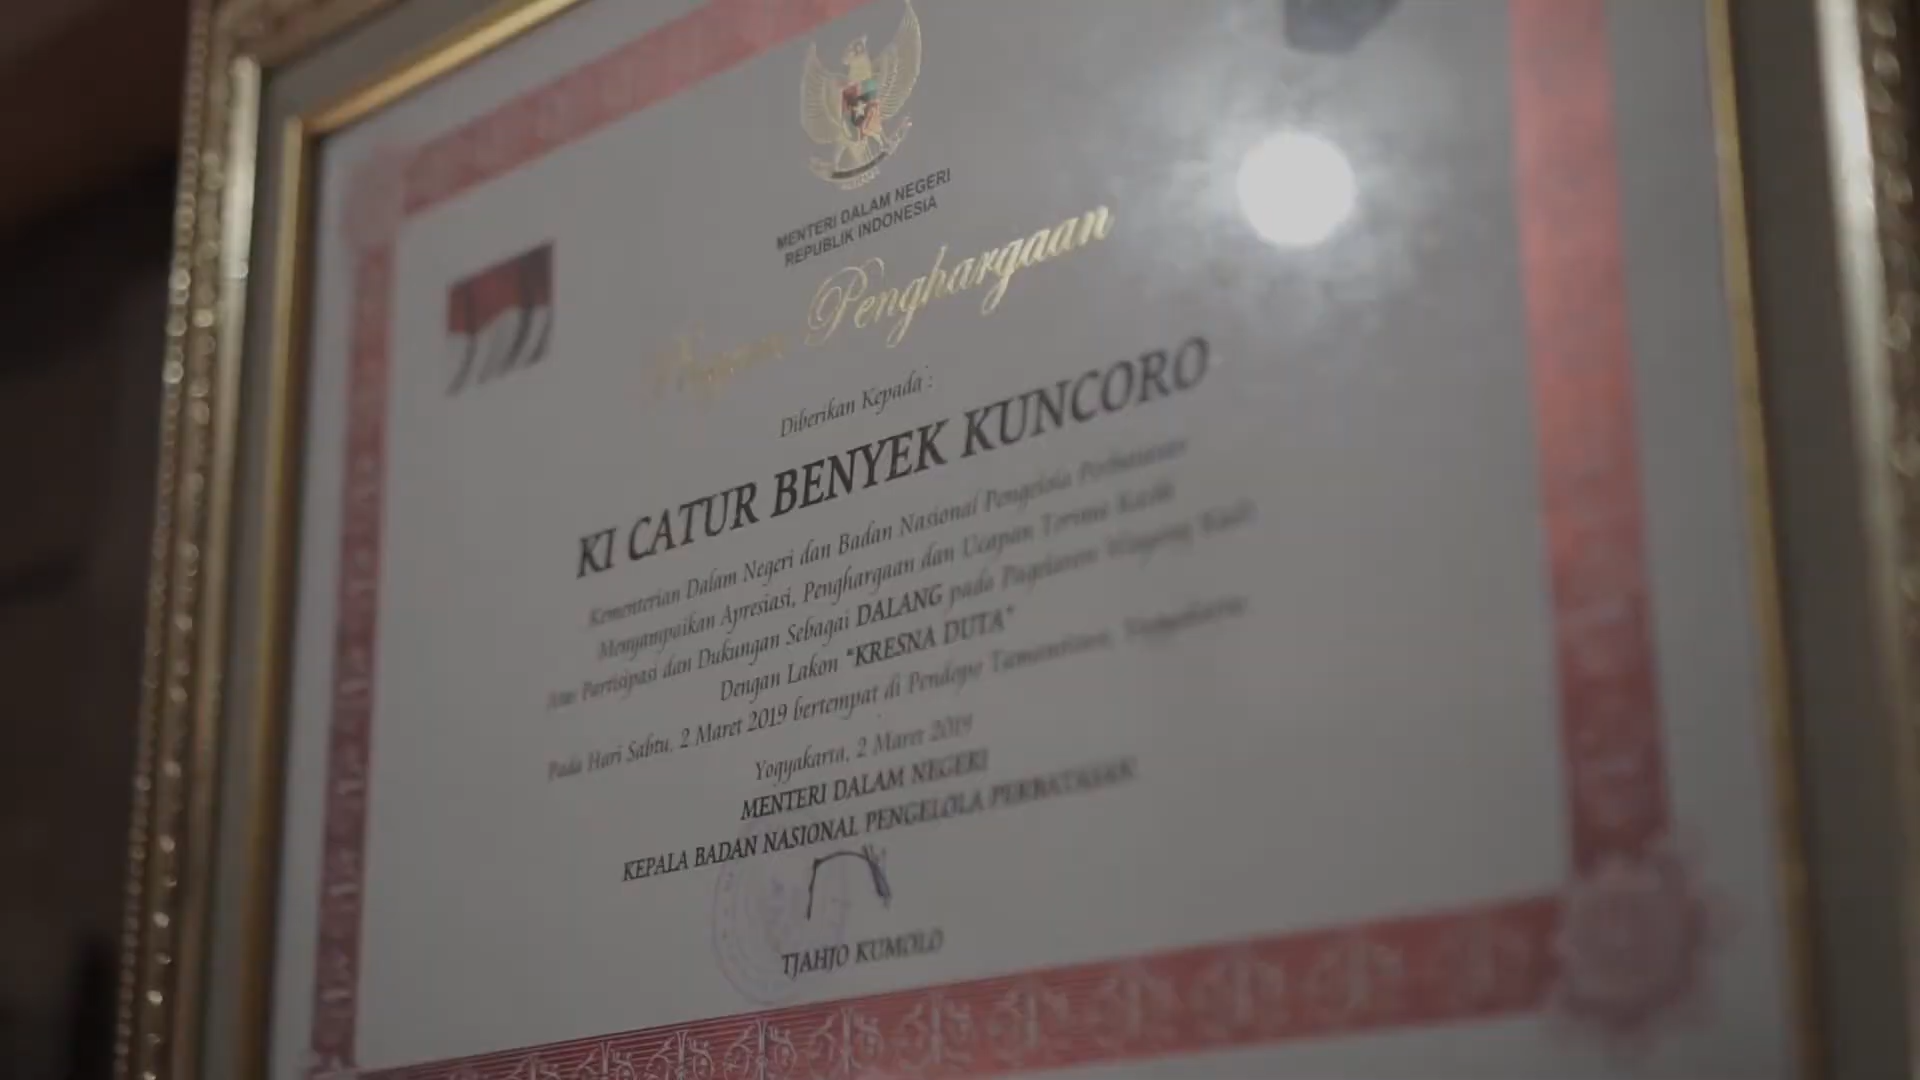 MENTERI DALAM NEGERI
REPUBLIK INDONESIA
Piagam Penghargaan
Diberikan Kepada :
KI CATUR BENYEK KUNCORO
Kementerian Dalam Negeri dan Badan Nasional Pengelola Perbatasan
Menyampaikan Apresiasi, Penghargaan dan Ucapan Terima Kasih
Atas Partisipasi dan Dukungan Sebagai DALANG pada Pagelaran Wayang Kulit
Dengan Lakon "KRESNA DUTA"
Pada Hari Sabtu, 2 Maret 2019 bertempat di Pendopo Tamansiswa, Yogyakarta
Yogyakarta, 2 Maret 2019
MENTERI DALAM NEGERI
KEPALA BADAN NASIONAL PENGELOLA PERBATASAN
TJAHJO KUMOLO